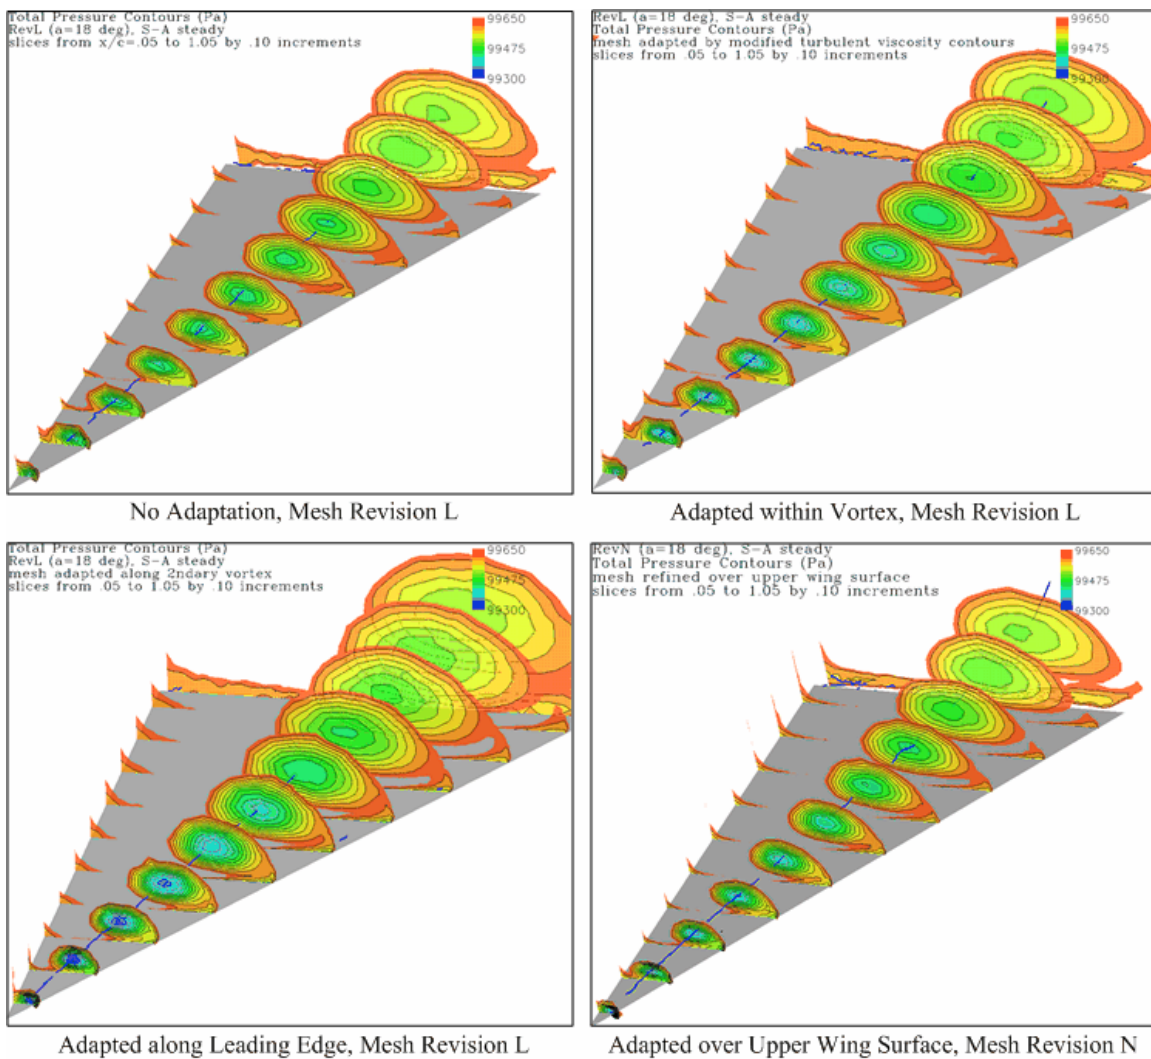 Total Pressure Contours (Pa)
RevL (a=18 deg), S-A steady
slices from x/c=.05 to 1.05 by .10 increments
99650
99475
99300
No Adaptation, Mesh Revision L
RevL (a=18 deg), S-A steady
Total Pressure Contours (Pa)
mesh adapted by modified turbulent viscosity contours
slices from .05 to 1.05 by .10 increments
99650
99475
99300
Adapted within Vortex, Mesh Revision L
Total Pressure Contours (Pa)
RevL (a=18 deg), S-A steady
mesh adapted along 2ndary vortex
slices from .05 to 1.05 by .10 increments
99650
99475
99300
Adapted along Leading Edge, Mesh Revision L
RevN (a=18 deg), S-A steady
Total Pressure Contours (Pa)
mesh refined over upper wing surface
slices from .05 to 1.05 by .10 increments
99650
99475
99300
Adapted over Upper Wing Surface, Mesh Revision N